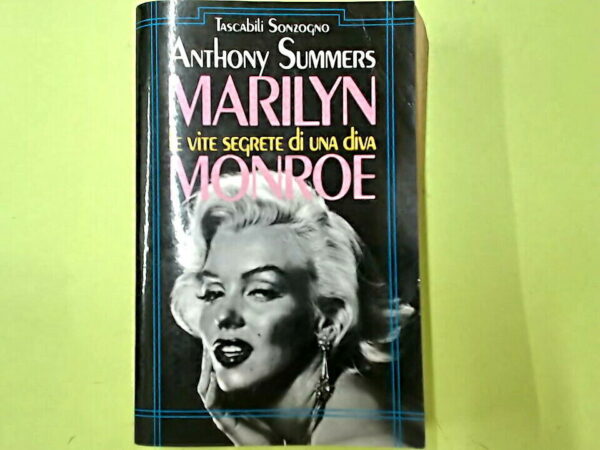 Tascabili Sonzogno
Anthony Summers
MARILYN
LE VITE SEGRETE di UNA diVA
MONROE